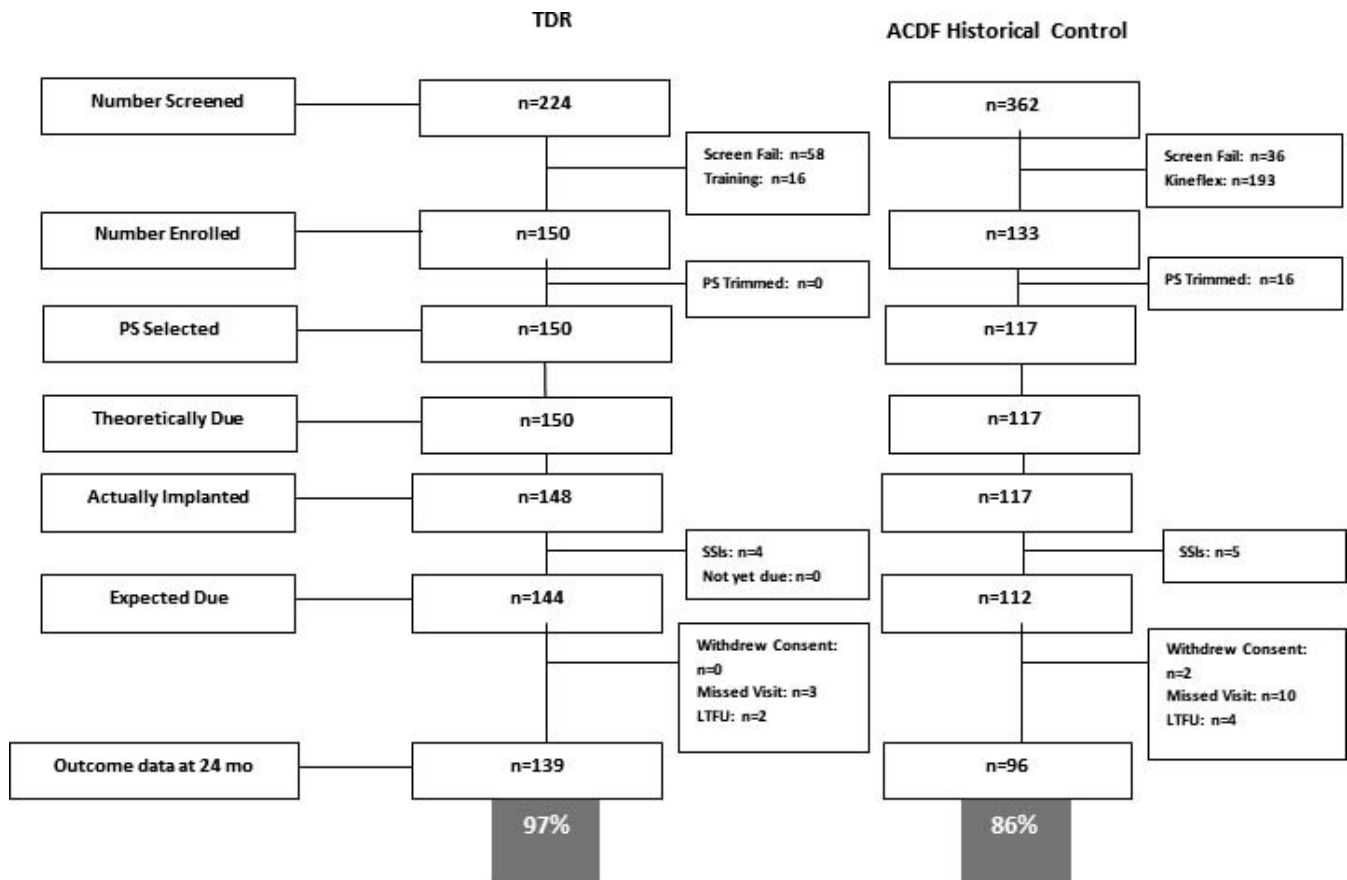 TDR
ACDF Historical Control
Number Screened
n=224
n=362
Screen Fail: n=58
Training: n=16
Screen Fail: n=36
Kineflex: n=193
Number Enrolled
n=150
n=133
PS Trimmed: n=0
PS Trimmed: n=16
PS Selected
n=150
n=117
Theoretically Due
n=150
n=117
Actually Implanted
n=148
n=117
SSIs: n=4
Not yet due: n=0
SSIs: n=5
Expected Due
n=144
n=112
Withdrew Consent:
n=0
Missed Visit: n=3
LTFU: n=2
Withdrew Consent:
n=2
Missed Visit: n=10
LTFU: n=4
Outcome data at 24 mo
n=139
n=96
97%
86%